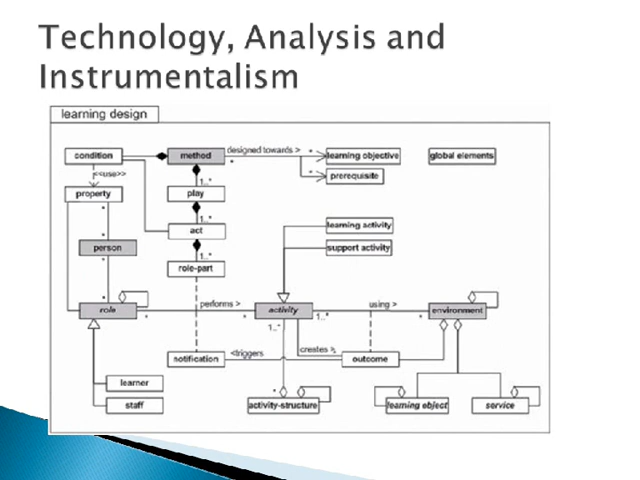 Technology, Analysis and
Instrumentalism
learning design
condition
method
designed towards >
*
*
learning objective
global elements
<<use>>
*
prerequisite
property
1..*
play
*
1..*
act
learning activity
person
support activity
1..*
role-part
*
*
role
performs >
activity
using >
environment
*
*
1..*
*
1..*
notification
<triggers
creates >
outcome
learner
*
staff
activity-structure
learning object
service